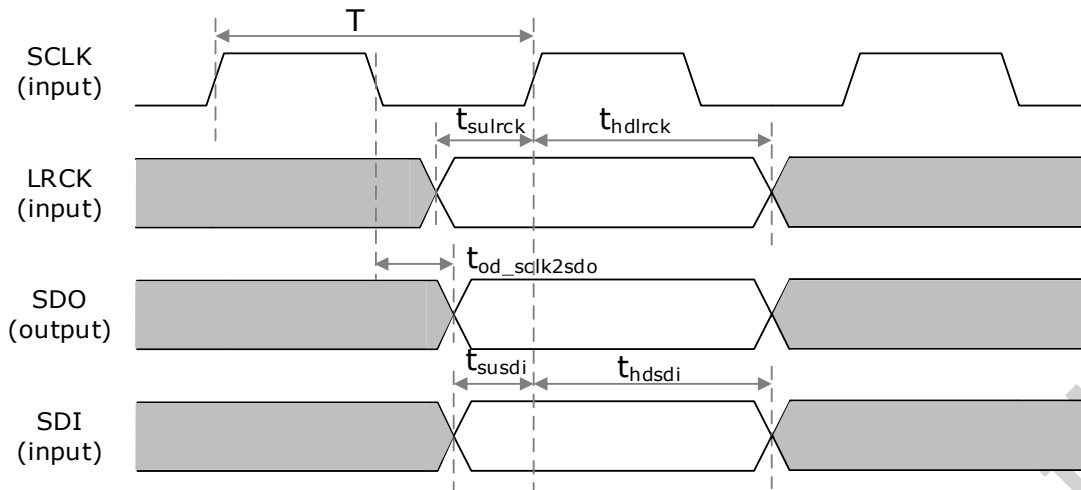 T
SCLK
(input)
tsulrck
thdlrck
LRCK
(input)
tod_sclk2sdo
SDO
(output)
tsusdi
thdsdi
SDI
(input)